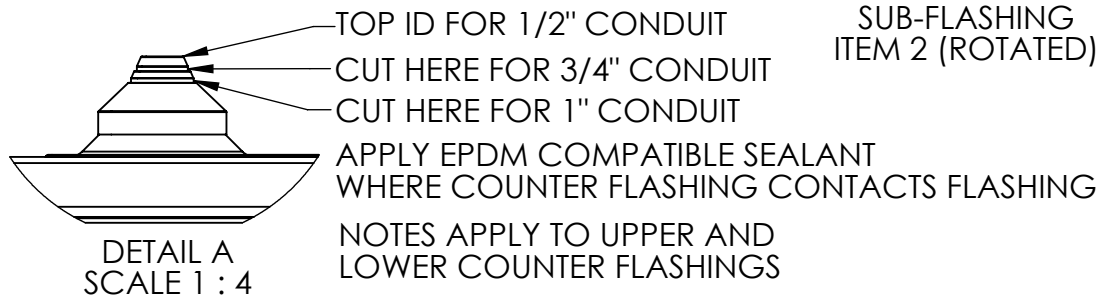 TOP ID FOR 1/2" CONDUIT
CUT HERE FOR 3/4" CONDUIT
CUT HERE FOR 1" CONDUIT
SUB-FLASHING
ITEM 2 (ROTATED)
APPLY EPDM COMPATIBLE SEALANT
WHERE COUNTER FLASHING CONTACTS FLASHING
NOTES APPLY TO UPPER AND
LOWER COUNTER FLASHINGS
DETAIL A
SCALE 1 : 4